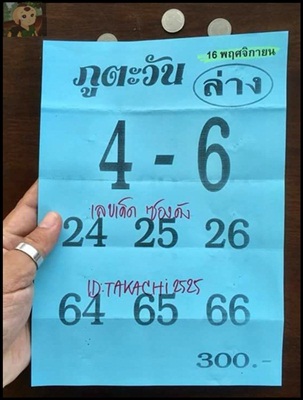 16 พฤศจิกายน
ภูตะวัน ล่าง
4 - 6
เลขเด็ด ซองดัง
24 25 26
ID:TAKACHi2525
64 65 66
300.-